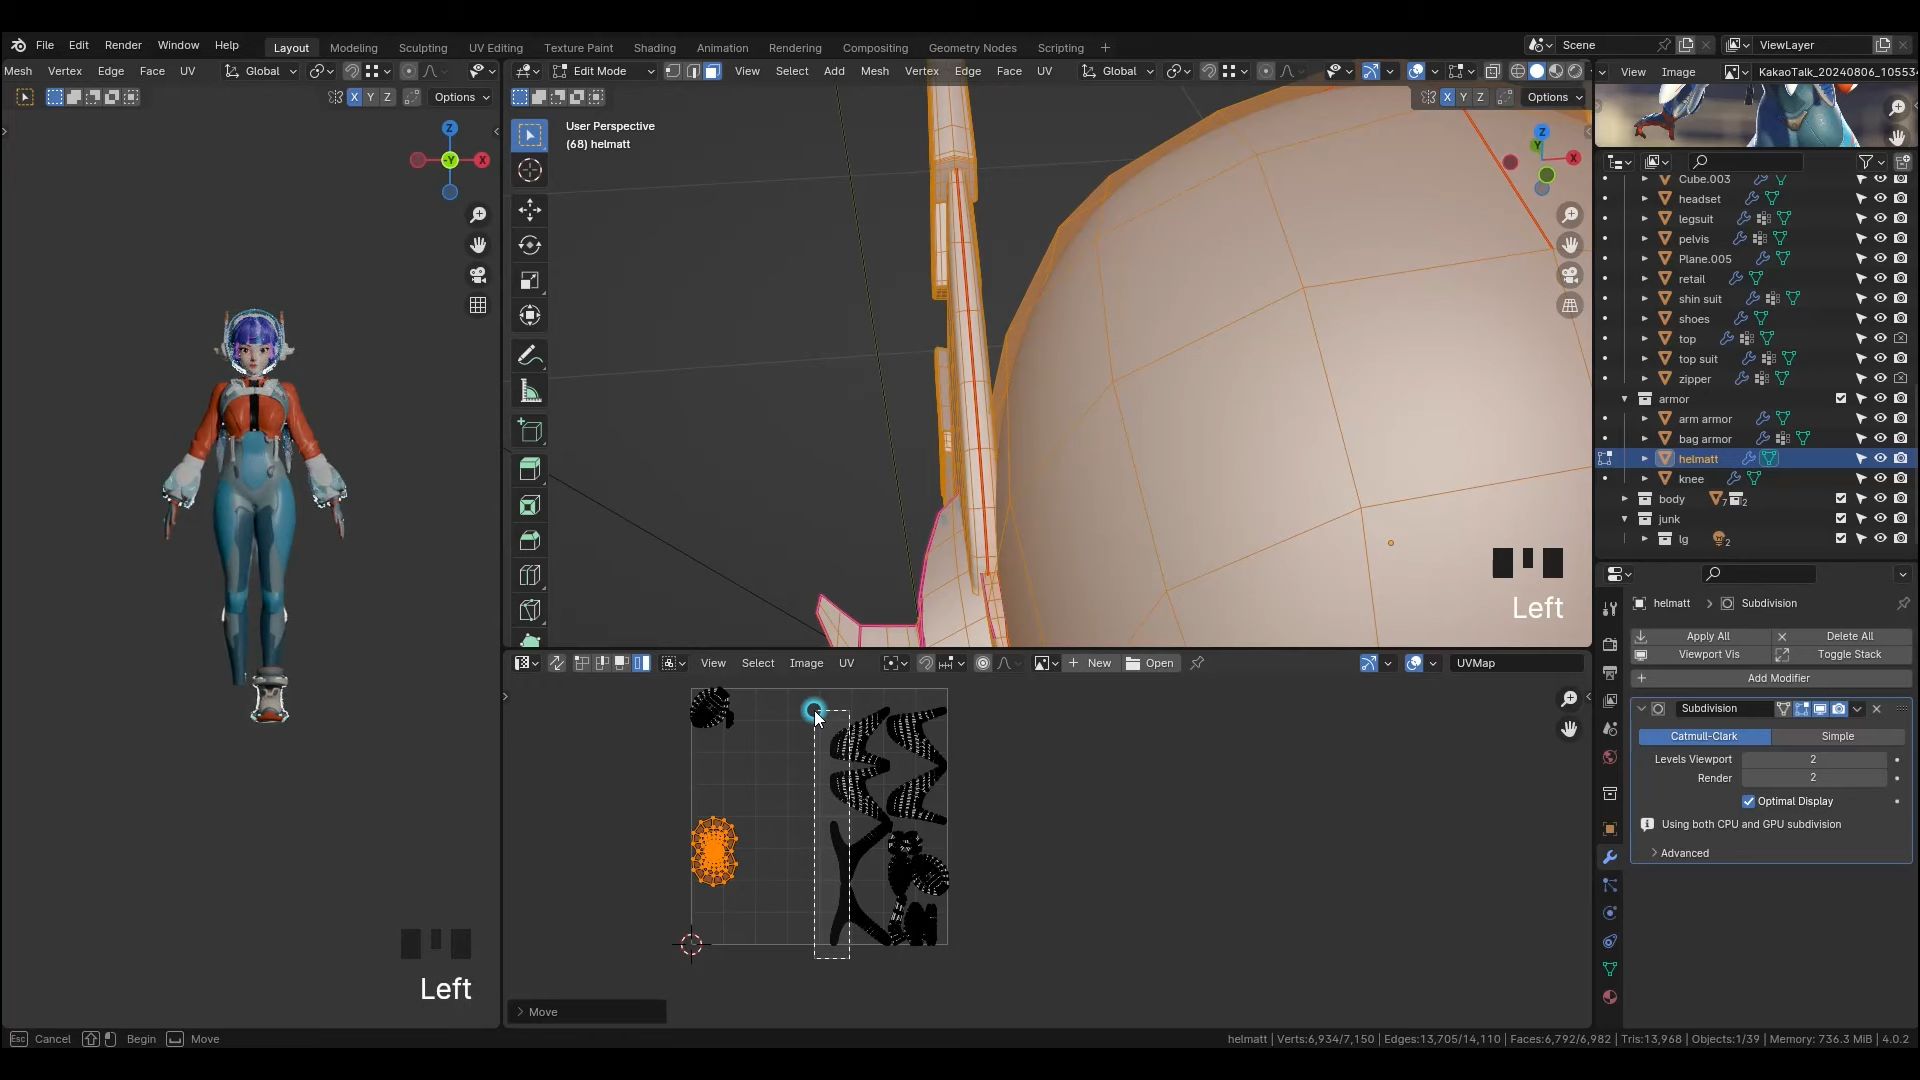 File Edit Render Window Help
Layout Modeling Sculpting UV Editing Texture Paint Shading Animation Rendering Compositing Geometry Nodes Scripting +
Scene
ViewLayer
Mesh Vertex Edge Face UV Global
Edit Mode View Select Add Mesh Vertex Edge Face UV Global
View Image KakaoTalk_20240806_10553
X Y Z Options
X Y Z Options
User Perspective
(68) helmatt
Z
-Y X
Z
Y X
Cube.003
headset
legsuit
pelvis
Plane.005
retail
shin suit
shoes
top
top suit
zipper
armor
arm armor
bag armor
helmatt
knee
body 7 2
junk
lg 2
Left
helmatt > Subdivision
Apply All Delete All
Viewport Vis Toggle Stack
Add Modifier
View Select Image UV New Open UVMap
Subdivision
Catmull-Clark Simple
Levels Viewport 2
Render 2
Optimal Display
Using both CPU and GPU subdivision
Advanced
Left
Move
Esc Cancel Begin Move
helmatt | Verts:6,934/7,150 | Edges:13,705/14,110 | Faces:6,792/6,982 | Tris:13,968 | Objects:1/39 | Memory: 736.3 MiB | 4.0.2